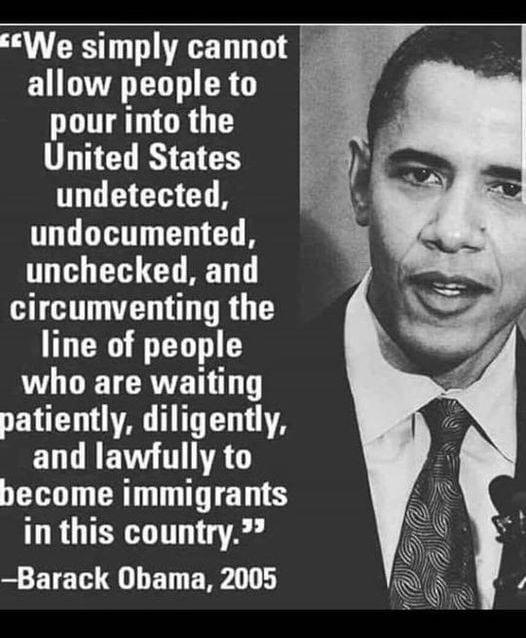 “We simply cannot
allow people to
pour into the
United States
undetected,
undocumented,
unchecked, and
circumventing the
line of people
who are waiting
patiently, diligently,
and lawfully to
become immigrants
in this country.”
–Barack Obama, 2005